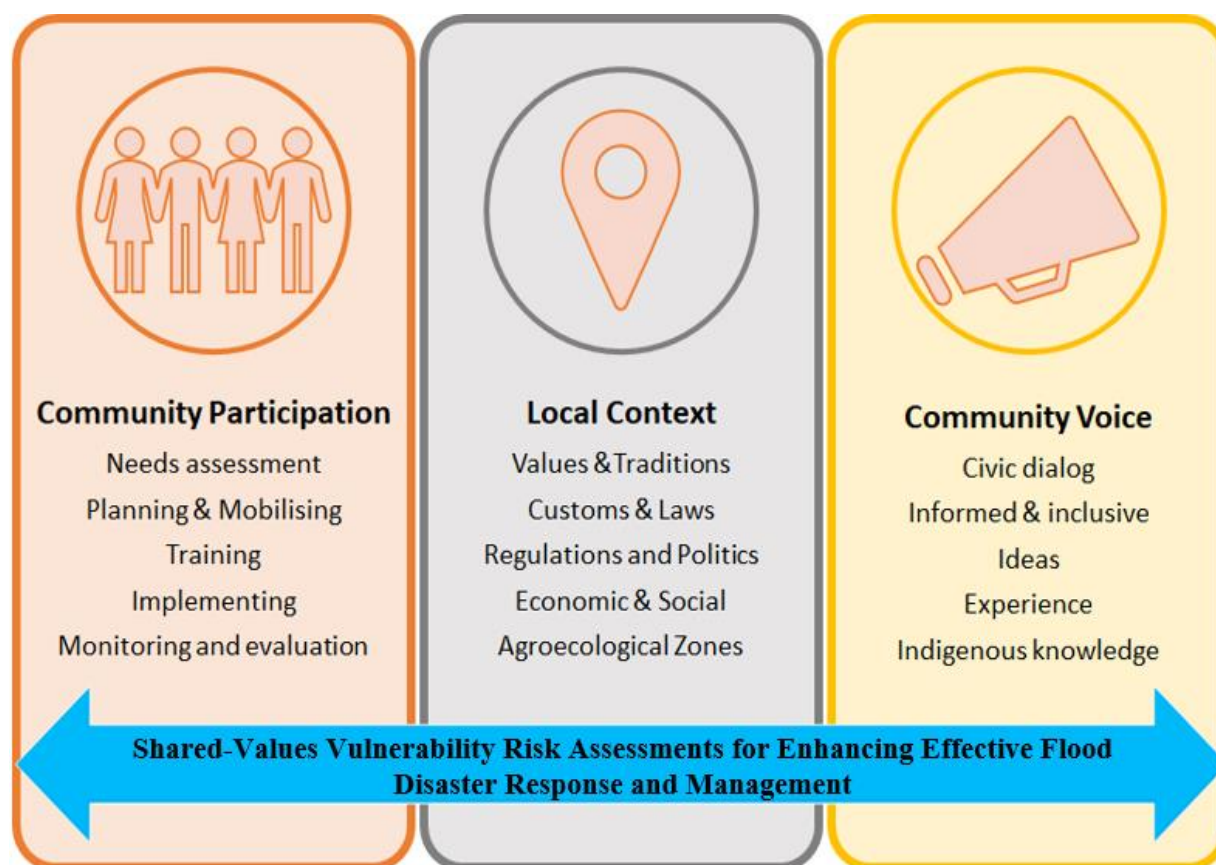 Community Participation
Needs assessment
Planning & Mobilising
Training
Implementing
Monitoring and evaluation
Local Context
Values &Traditions
Customs & Laws
Regulations and Politics
Economic & Social
Agroecological Zones
Community Voice
Civic dialog
Informed & inclusive
Ideas
Experience
Indigenous knowledge
Shared-Values Vulnerability Risk Assessments for Enhancing Effective Flood
Disaster Response and Management